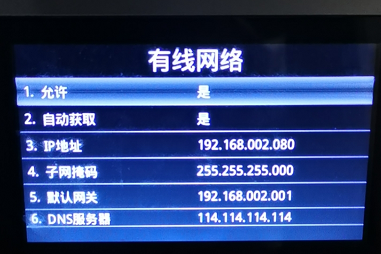 有线网络
1. 允许 是
2. 自动获取 是
3. IP地址 192.168.002.080
4. 子网掩码 255.255.255.000
5. 默认网关 192.168.002.001
6. DNS服务器 114.114.114.114